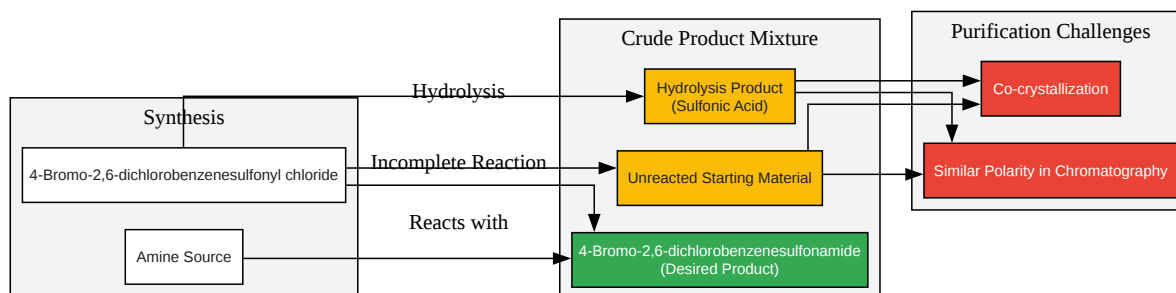 Synthesis
4-Bromo-2,6-dichlorobenzenesulfonyl chloride
Amine Source
Hydrolysis
Incomplete Reaction
Reacts with
Crude Product Mixture
Hydrolysis Product
(Sulfonic Acid)
Unreacted Starting Material
4-Bromo-2,6-dichlorobenzenesulfonamide
(Desired Product)
Purification Challenges
Co-crystallization
Similar Polarity in Chromatography